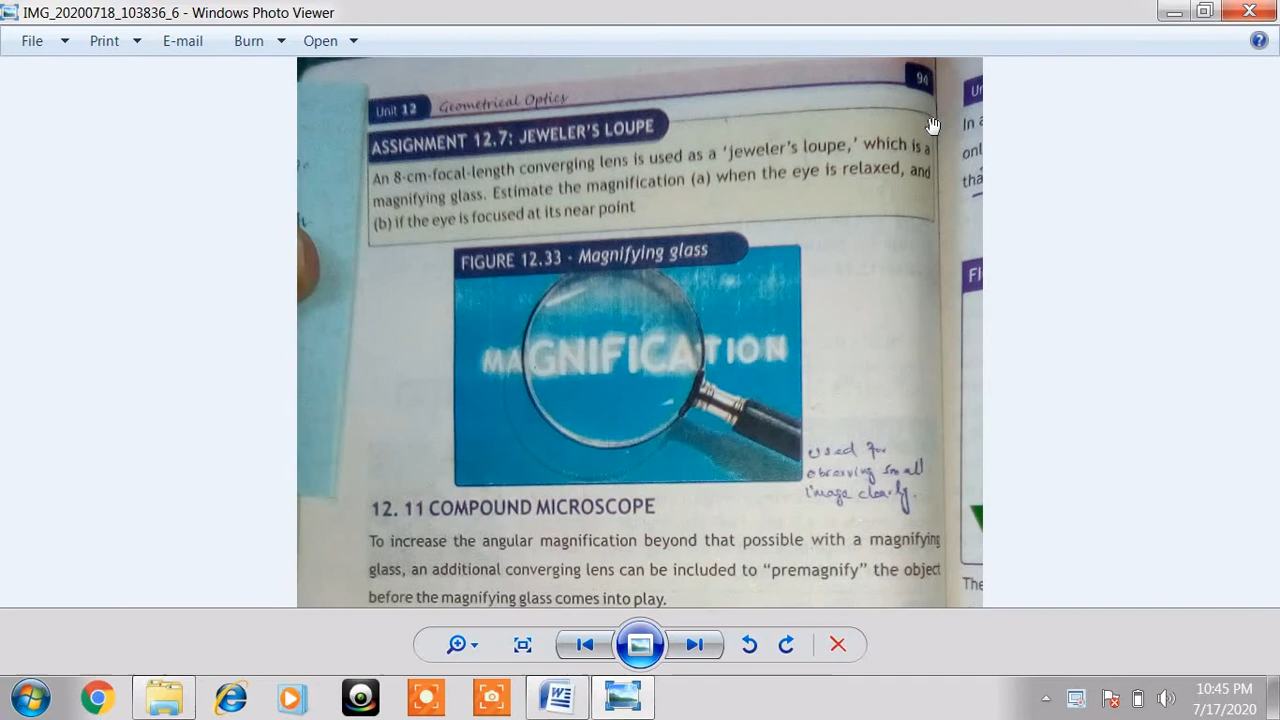 IMG_20200718_103836_6 - Windows Photo Viewer
File Print E-mail Burn Open
Unit 12 Geometrical Optics 94
ASSIGNMENT 12.7: JEWELER'S LOUPE
An 8-cm-focal-length converging lens is used as a 'jeweler's loupe,' which is a
magnifying glass. Estimate the magnification (a) when the eye is relaxed, and
(b) if the eye is focused at its near point
FIGURE 12.33 - Magnifying glass
MAGNIFICATION
used for
observing small
image clearly.
12. 11 COMPOUND MICROSCOPE
To increase the angular magnification beyond that possible with a magnifying
glass, an additional converging lens can be included to "premagnify" the object
before the magnifying glass comes into play.
In a
onl
tha
The
10:45 PM
7/17/2020